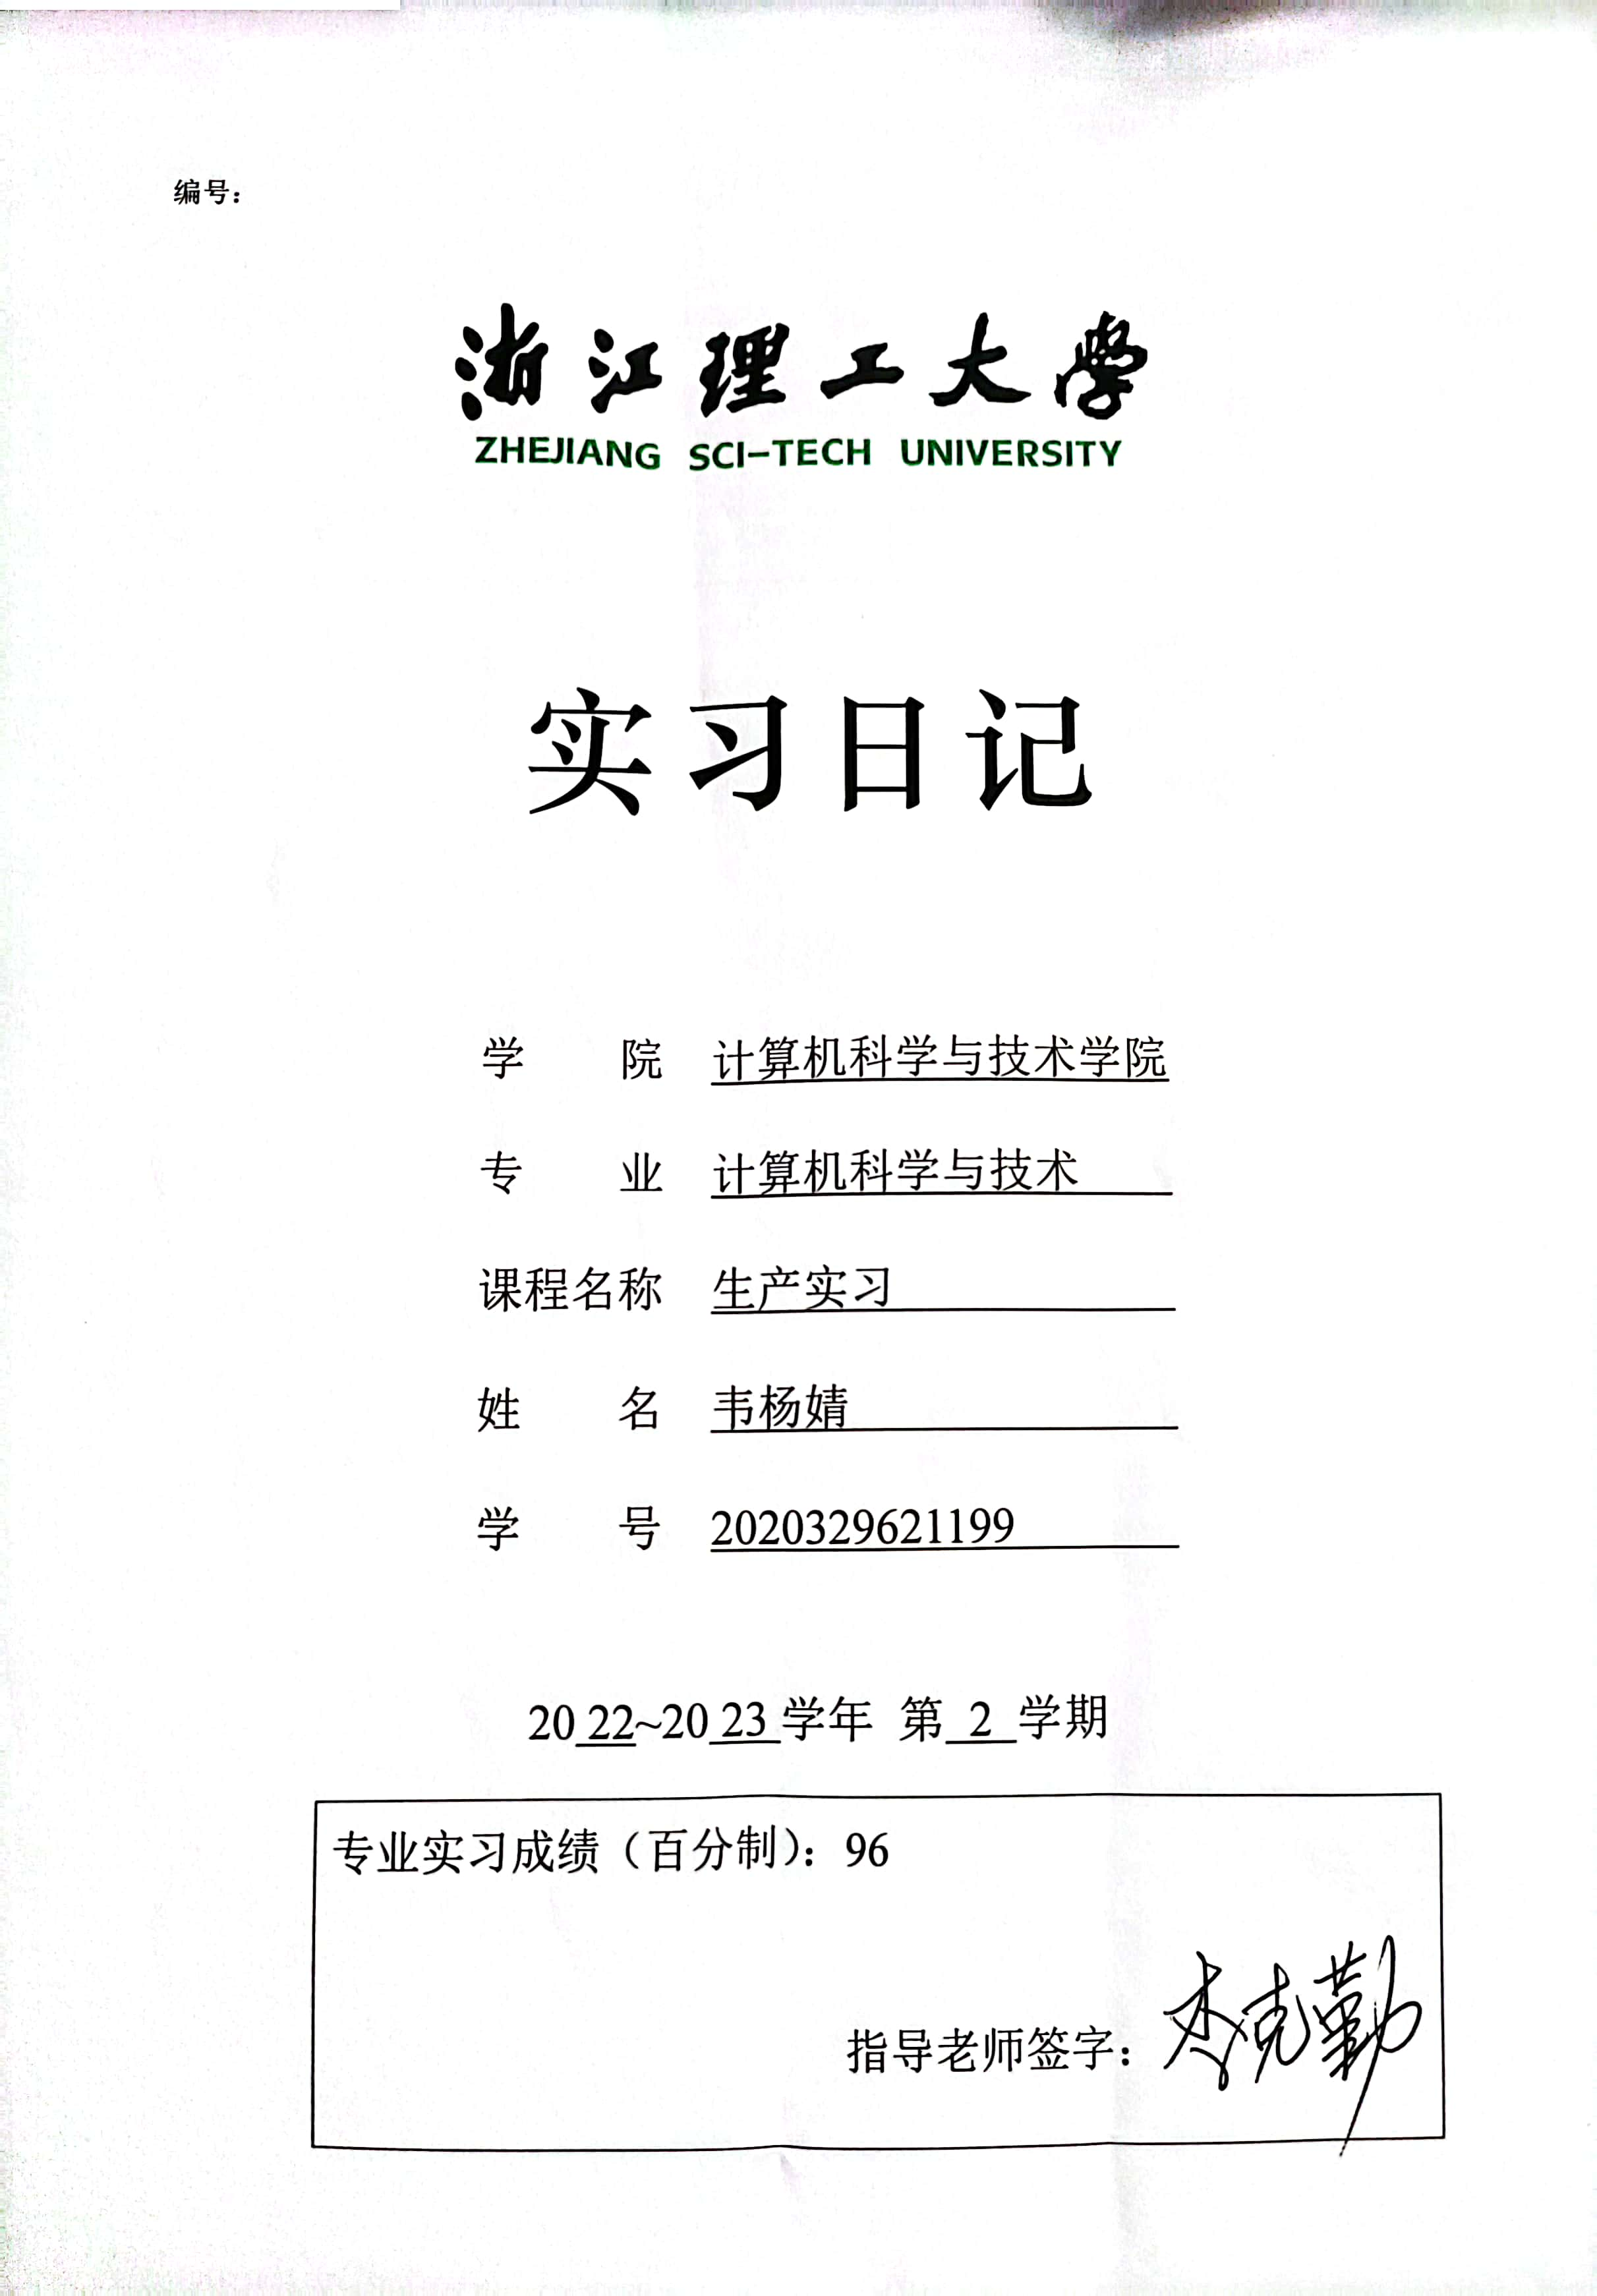 编号：
浙江理工大学
ZHEJIANG SCI-TECH UNIVERSITY
实习日记
学 院 计算机科学与技术学院
专 业 计算机科学与技术
课程名称 生产实习
姓 名 韦杨婧
学 号 2020329621199
2022~2023学年 第 2 学期
专业实习成绩（百分制）：96
指导老师签字：李克勤